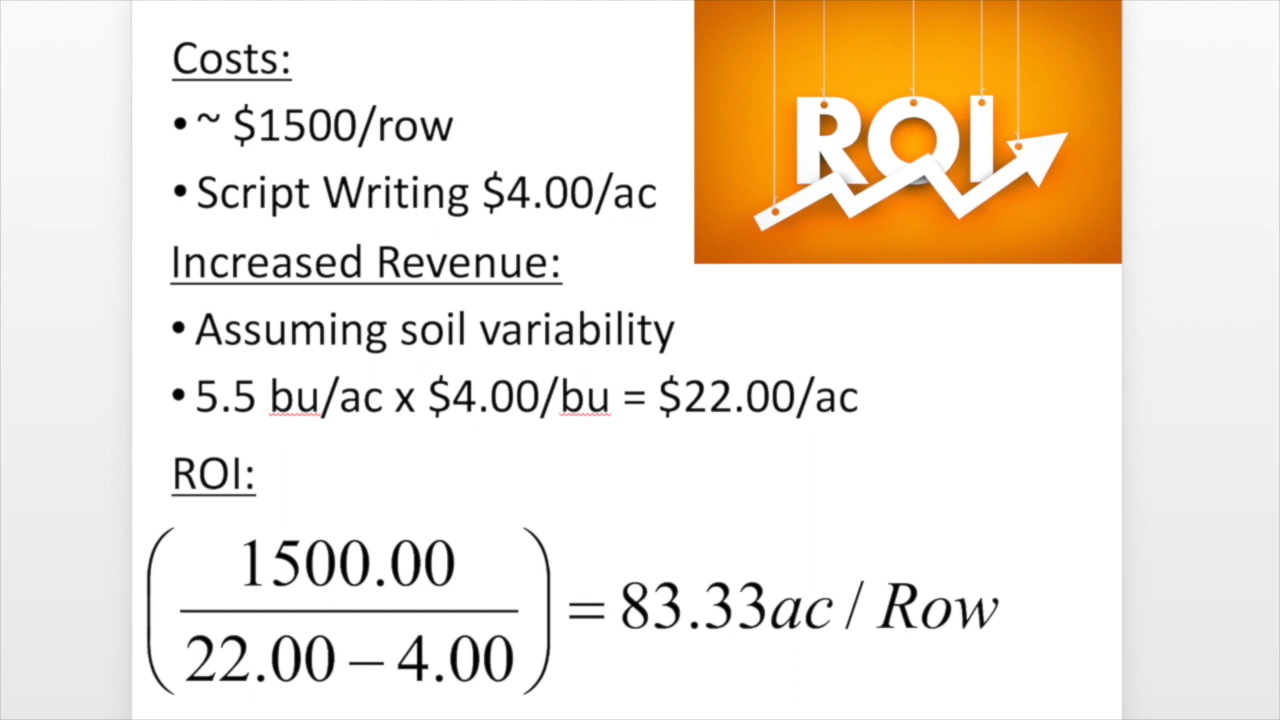 Costs:
• ~ $1500/row
• Script Writing $4.00/ac
ROI
Increased Revenue:
• Assuming soil variability
• 5.5 bu/ac x $4.00/bu = $22.00/ac
ROI:
(1500.00
22.00 – 4.00) = 83.33ac / Row